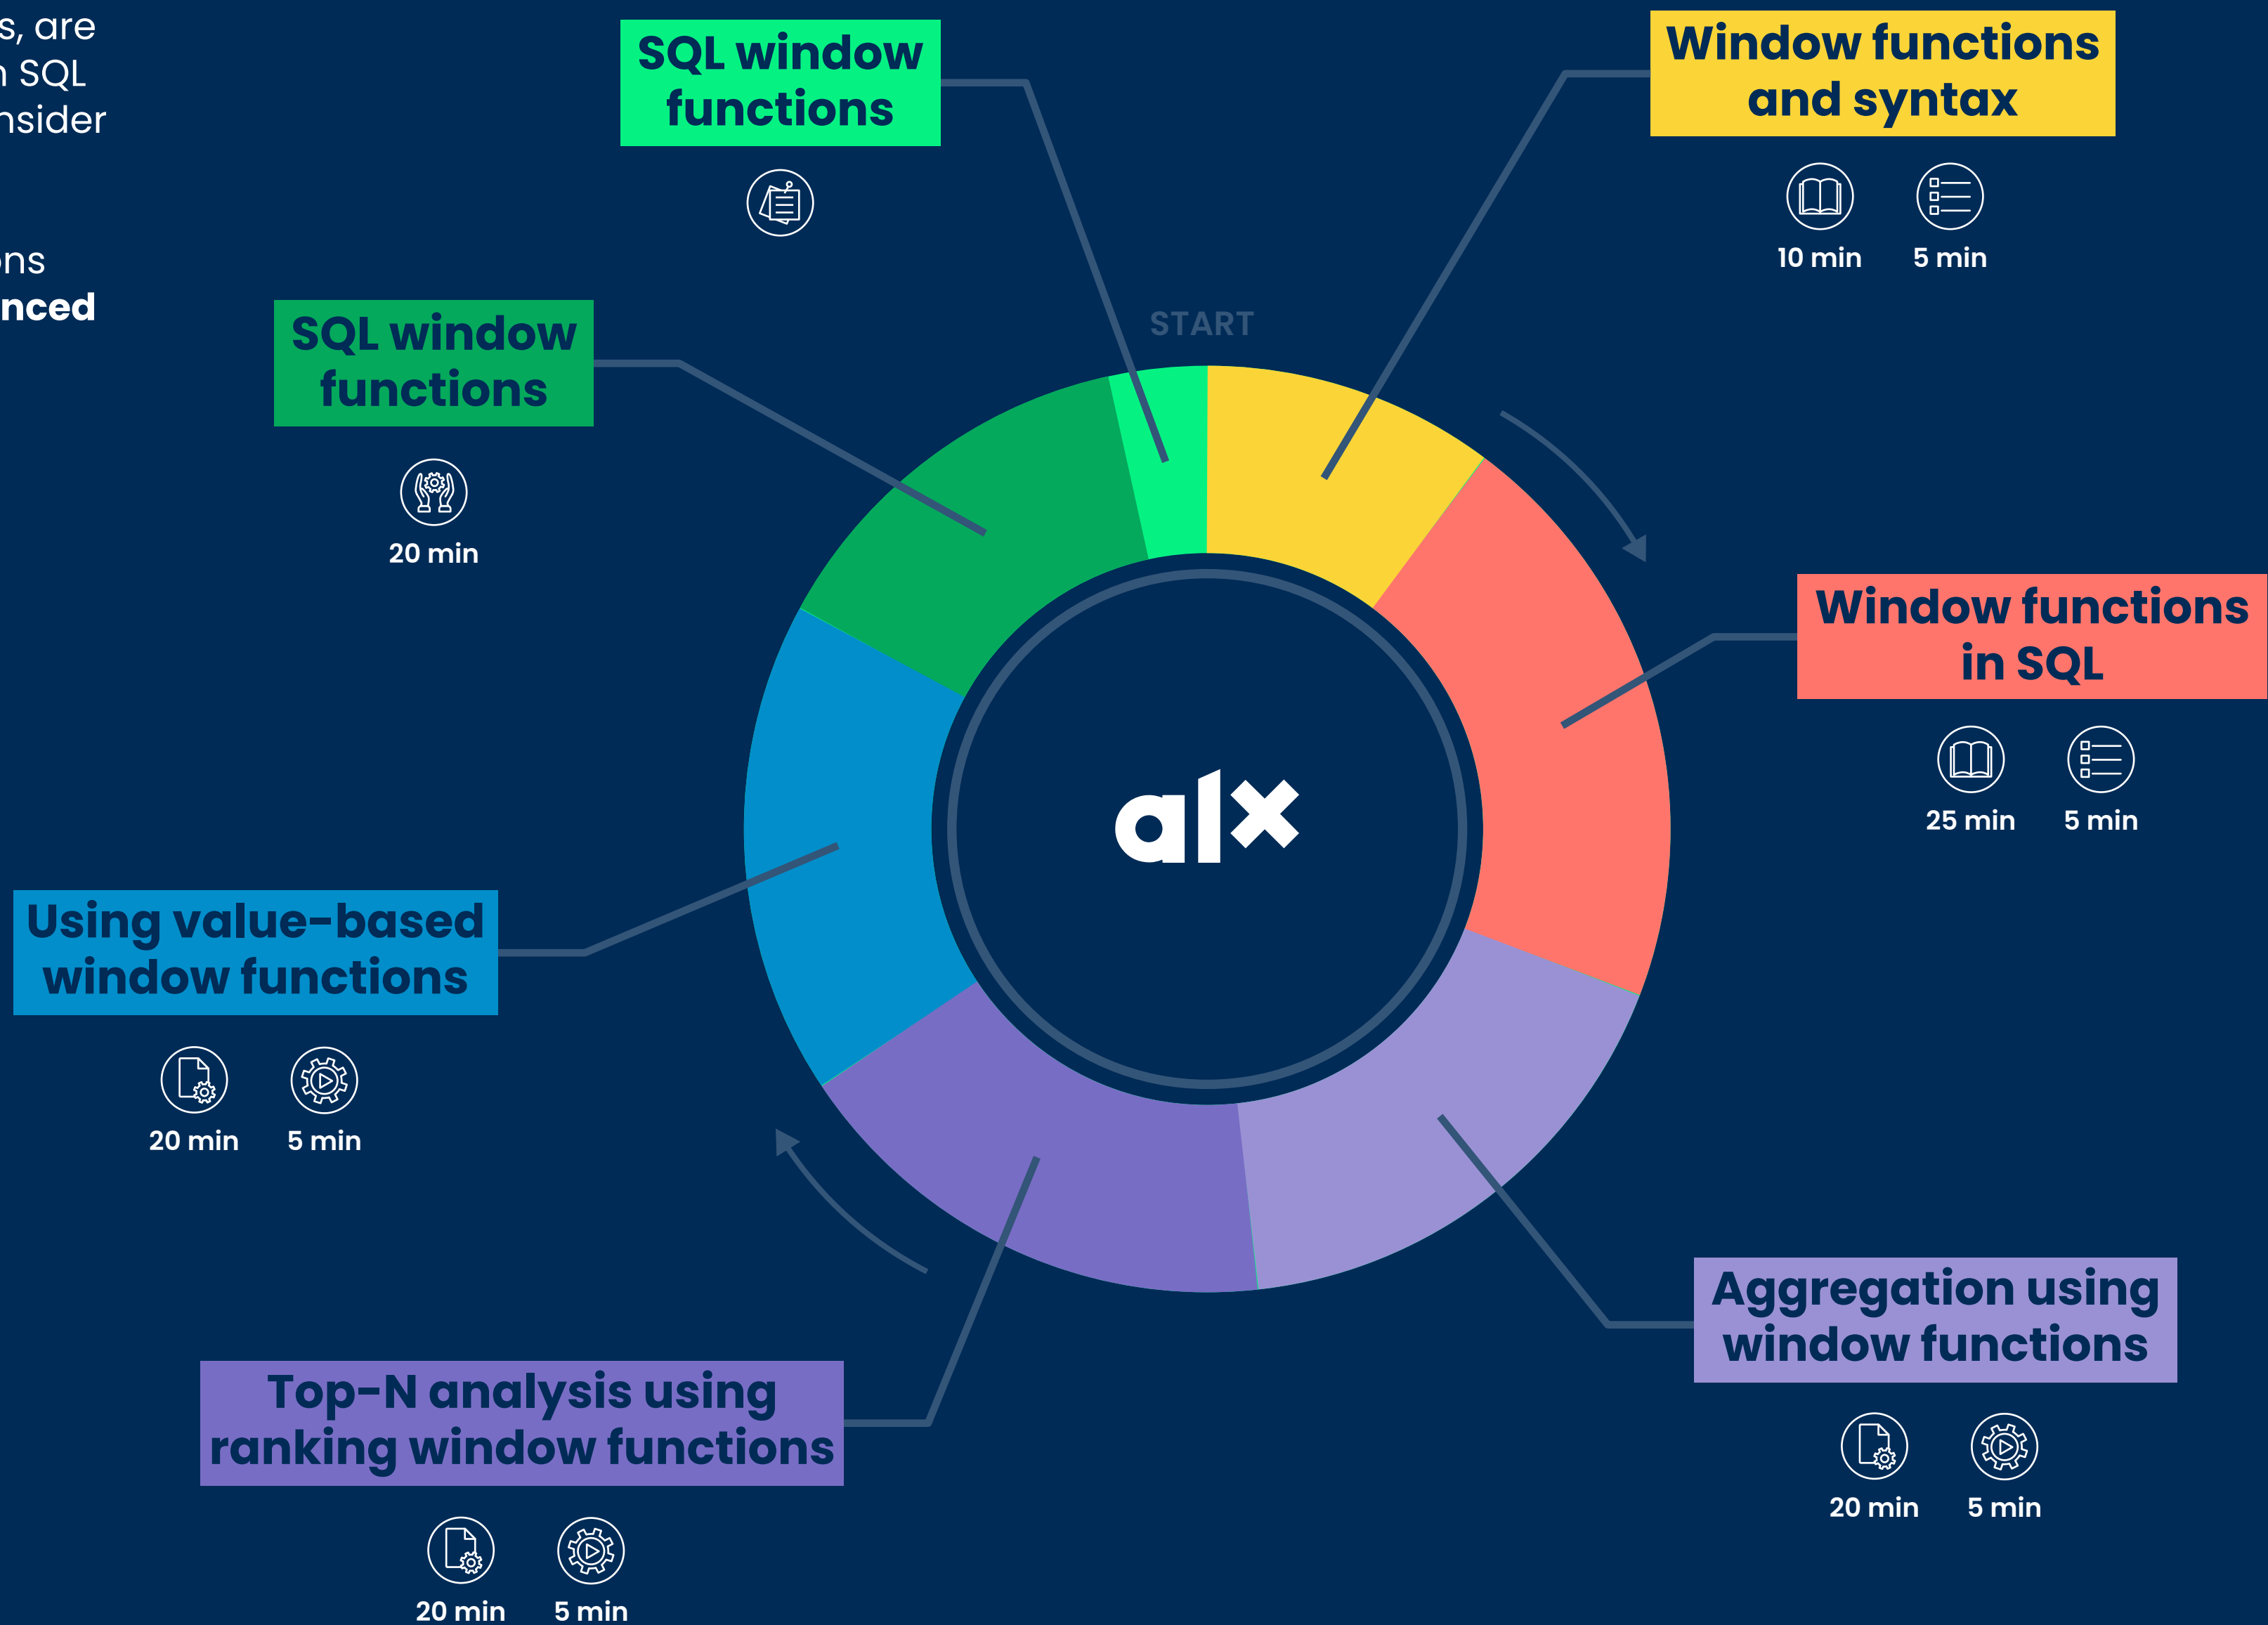 s, are
n SQL
nsider
ons
nced
SQL window
functions
Window functions
and syntax
10 min
5 min
START
SQL window
functions
20 min
Window functions
in SQL
25 min
5 min
alx
Using value-based
window functions
20 min
5 min
Aggregation using
window functions
20 min
5 min
Top-N analysis using
ranking window functions
20 min
5 min